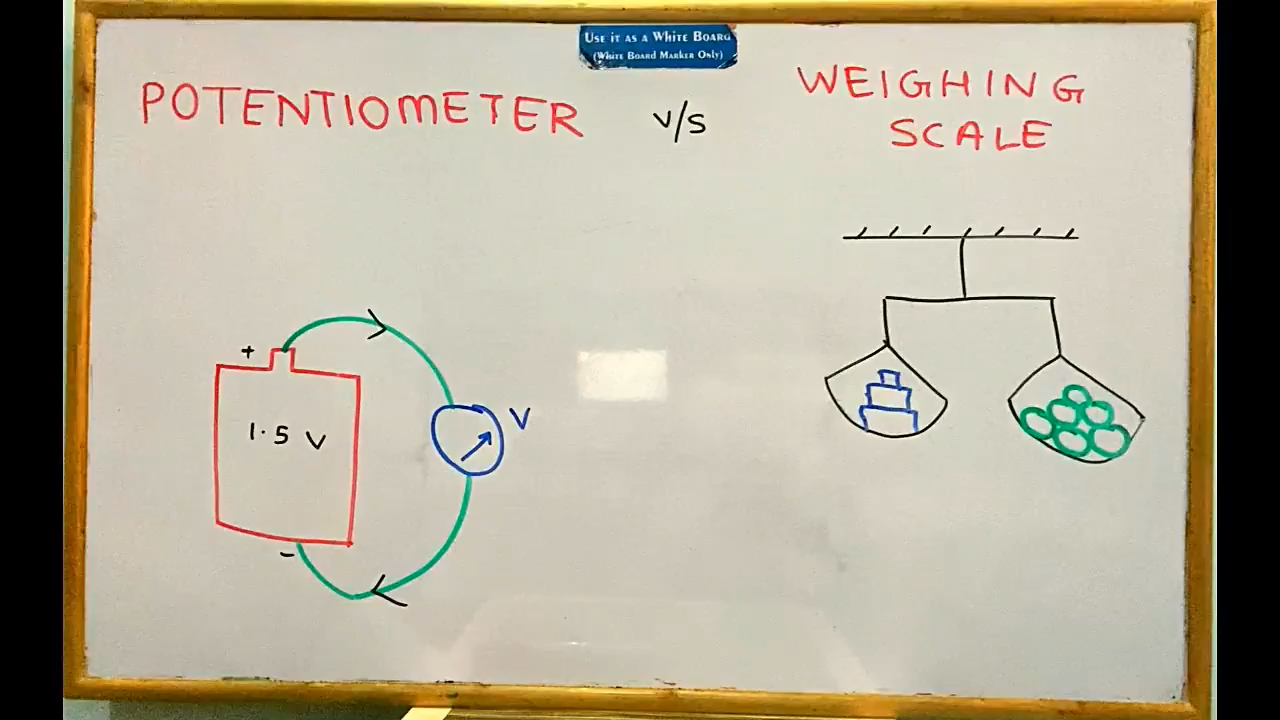 Use it as a White Board
(White Board Marker Only)
POTENTIOMETER
v/s
WEIGHING
SCALE
+
1.5 V
V
-